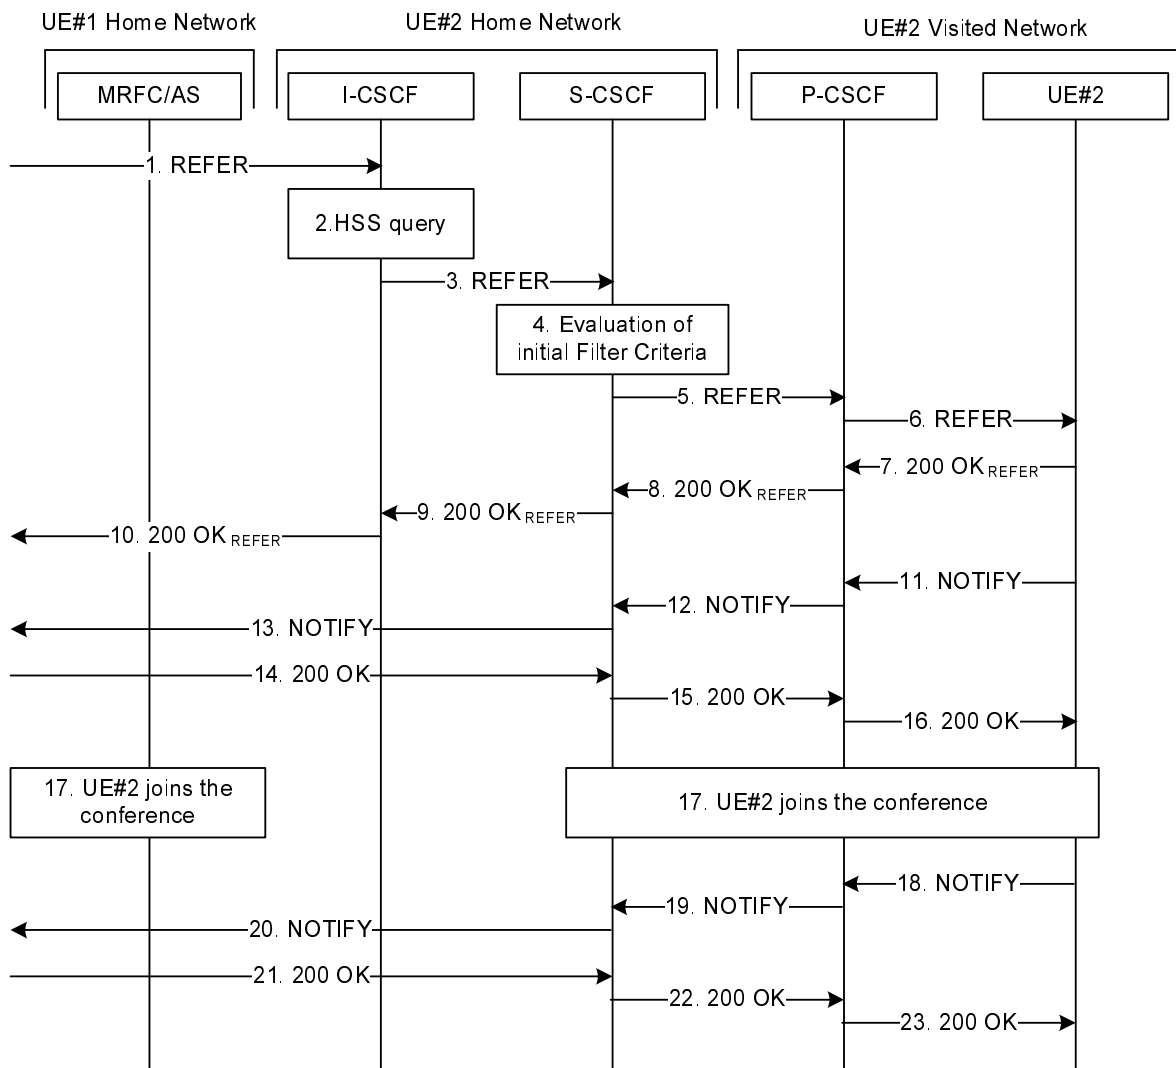 UE#1 Home Network
UE#2 Home Network
UE#2 Visited Network
MRFC/AS
I-CSCF
S-CSCF
P-CSCF
UE#2
1. REFER
2.HSS query
3. REFER
4. Evaluation of
initial Filter Criteria
5. REFER
6. REFER
7. 200 OK REFER
8. 200 OK REFER
9. 200 OK REFER
10. 200 OK REFER
11. NOTIFY
12. NOTIFY
13. NOTIFY
14. 200 OK
15. 200 OK
16. 200 OK
17. UE#2 joins the
conference
17. UE#2 joins the conference
18. NOTIFY
19. NOTIFY
20. NOTIFY
21. 200 OK
22. 200 OK
23. 200 OK